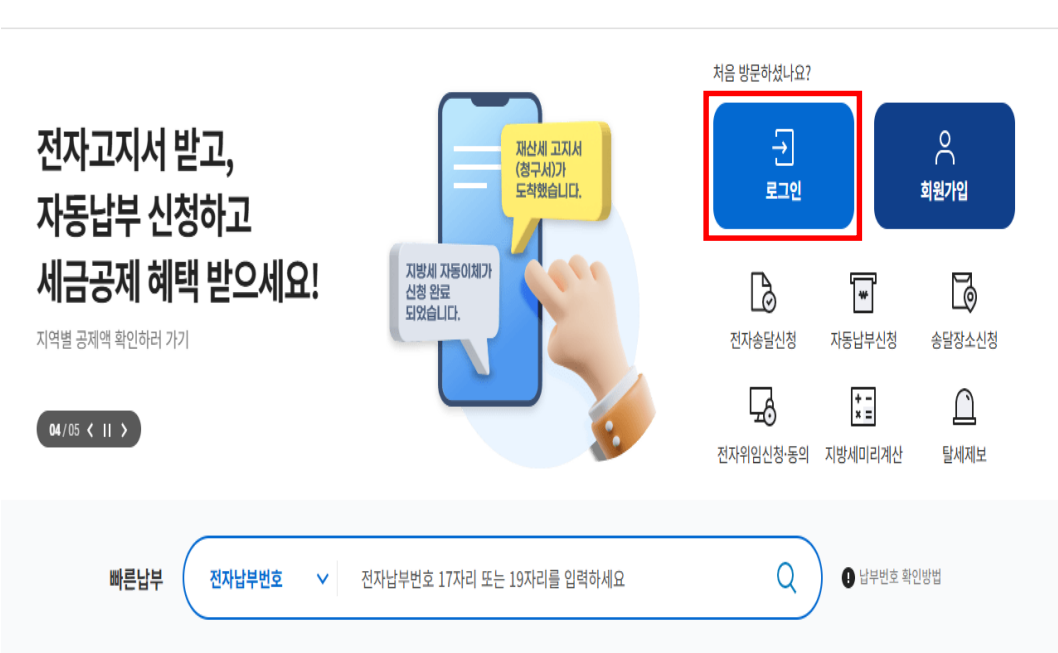 처음 방문하셨나요?
전자고지서 받고,
자동납부 신청하고
세금공제 혜택 받으세요!
지역별 공제액 확인하러 가기
04/05
재산세 고지서
(청구서)가
도착했습니다.
지방세 자동이체가
신청 완료
되었습니다.
로그인
회원가입
전자송달신청
자동납부신청
송달장소신청
전자위임신청·동의
지방세미리계산
탈세제보
빠른납부
전자납부번호
전자납부번호 17자리 또는 19자리를 입력하세요
납부번호 확인방법